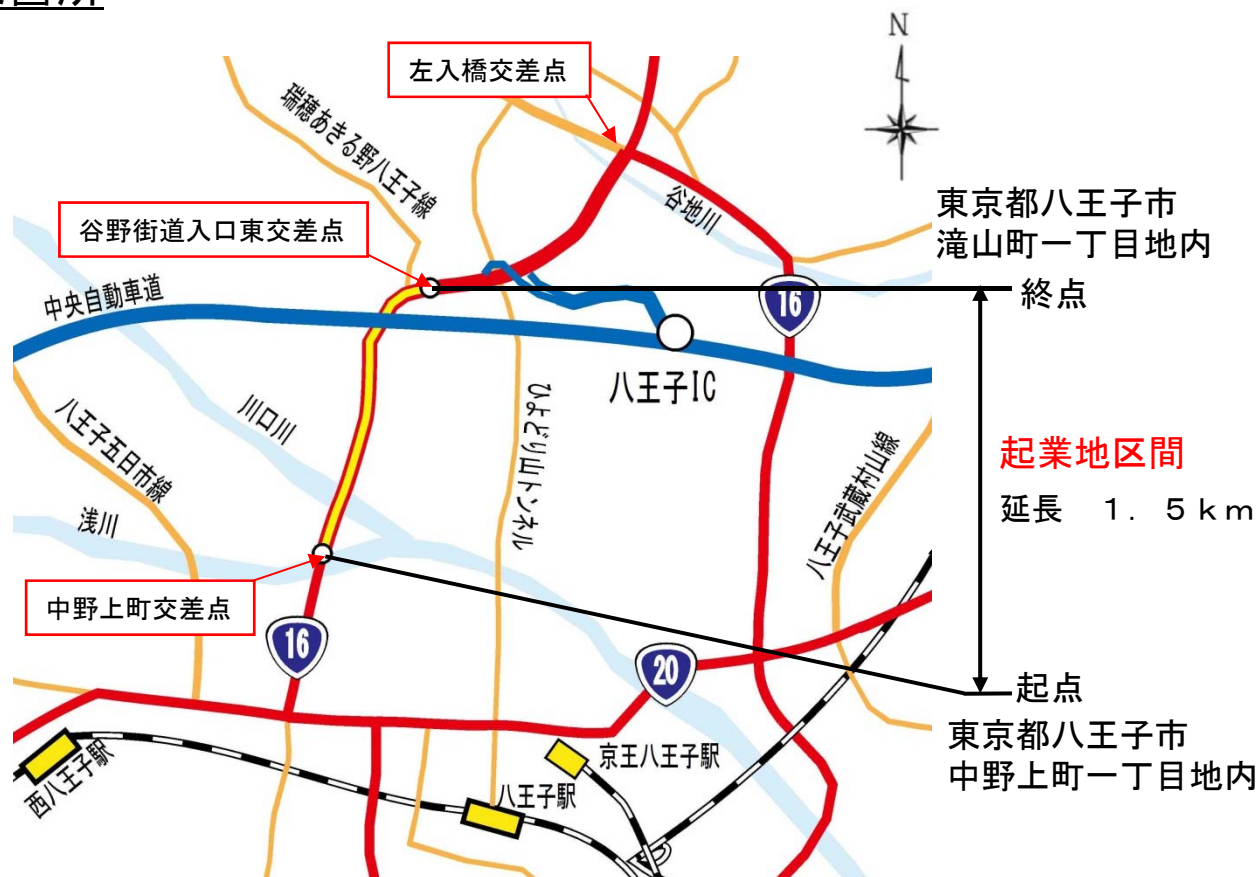 N
左入橋交差点
瑞穂あきる野八王子線
谷地川
東京都八王子市
滝山町一丁目地内
谷野街道入口東交差点
終点
16
中央自動車道
八王子IC
川口川
ひよどり山トンネル
八王子五日市線
八王子武蔵村山線
起業地区間
延長 1.5km
浅川
中野上町交差点
16
20
起点
東京都八王子市
中野上町一丁目地内
京王八王子駅
西八王子駅
八王子駅